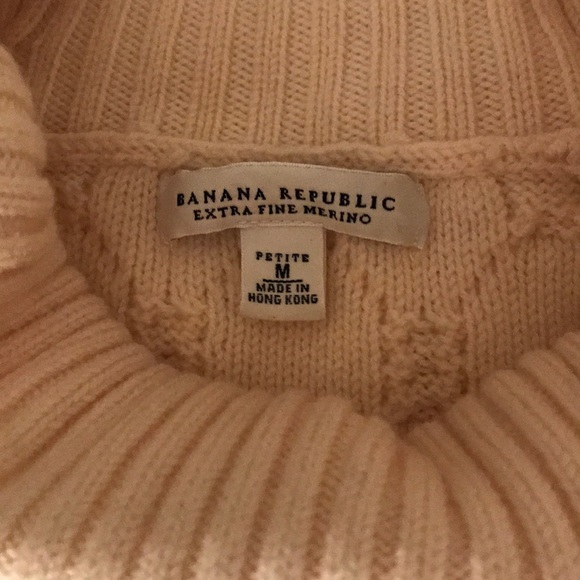 BANANA REPUBLIC
EXTRA FINE MERINO
PETITE
M
MADE IN
HONG KONG